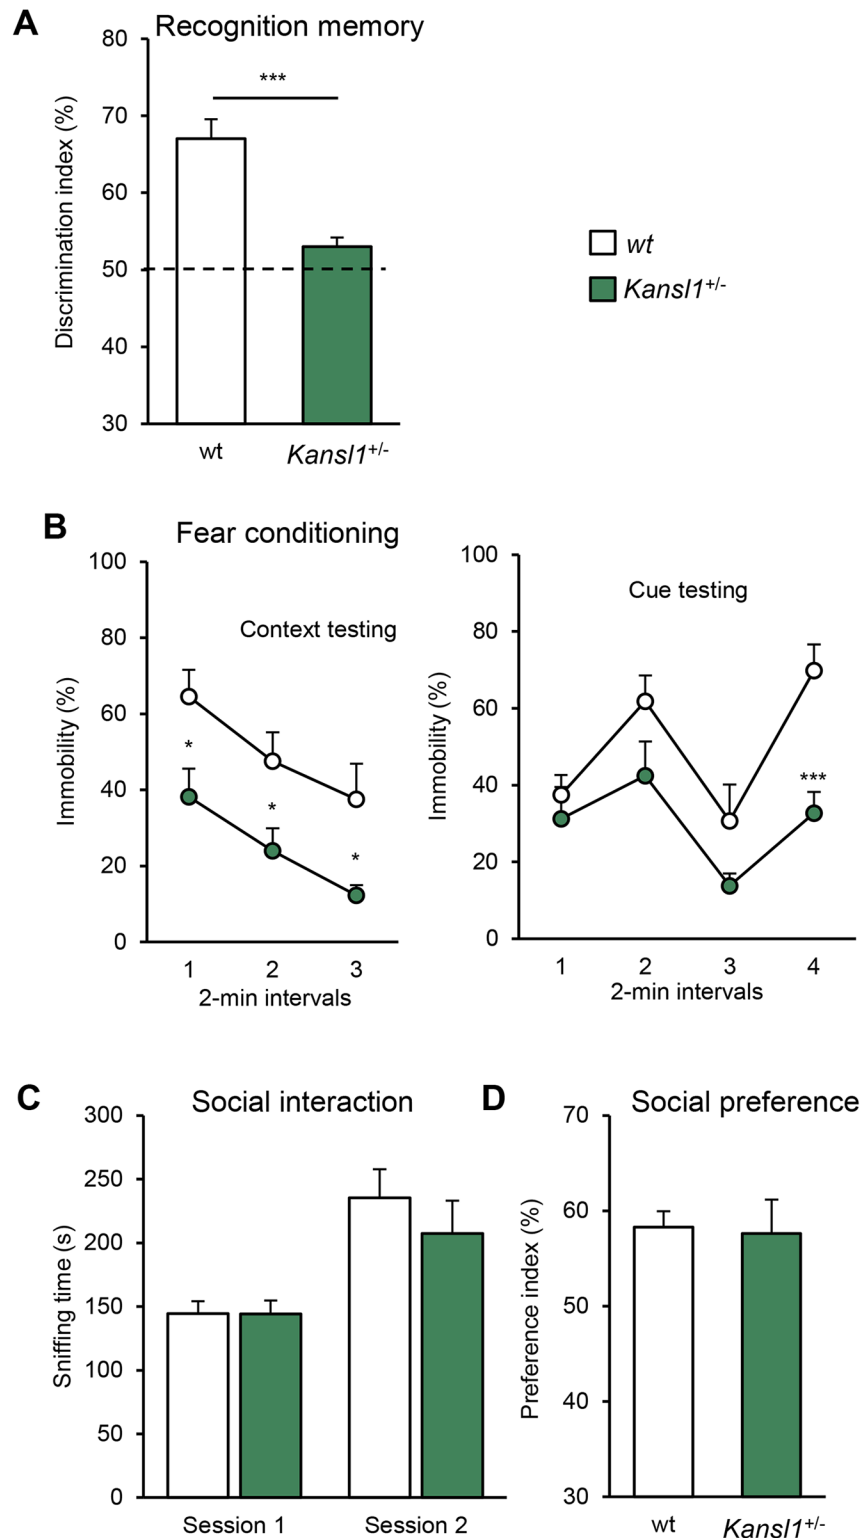 A
Recognition memory
80
70
60
50
40
30
Discrimination index (%)
***
wt
Kansl1+/-
wt
Kansl1+/-
B
Fear conditioning
Context testing
100
80
60
40
20
0
Immobility (%)
*
*
*
1 2 3
2-min intervals
Cue testing
100
80
60
40
20
0
Immobility (%)
***
1 2 3 4
2-min intervals
C
Social interaction
300
250
200
150
100
50
0
Sniffing time (s)
Session 1 Session 2
D
Social preference
70
60
50
40
30
Preference index (%)
wt
Kansl1+/-